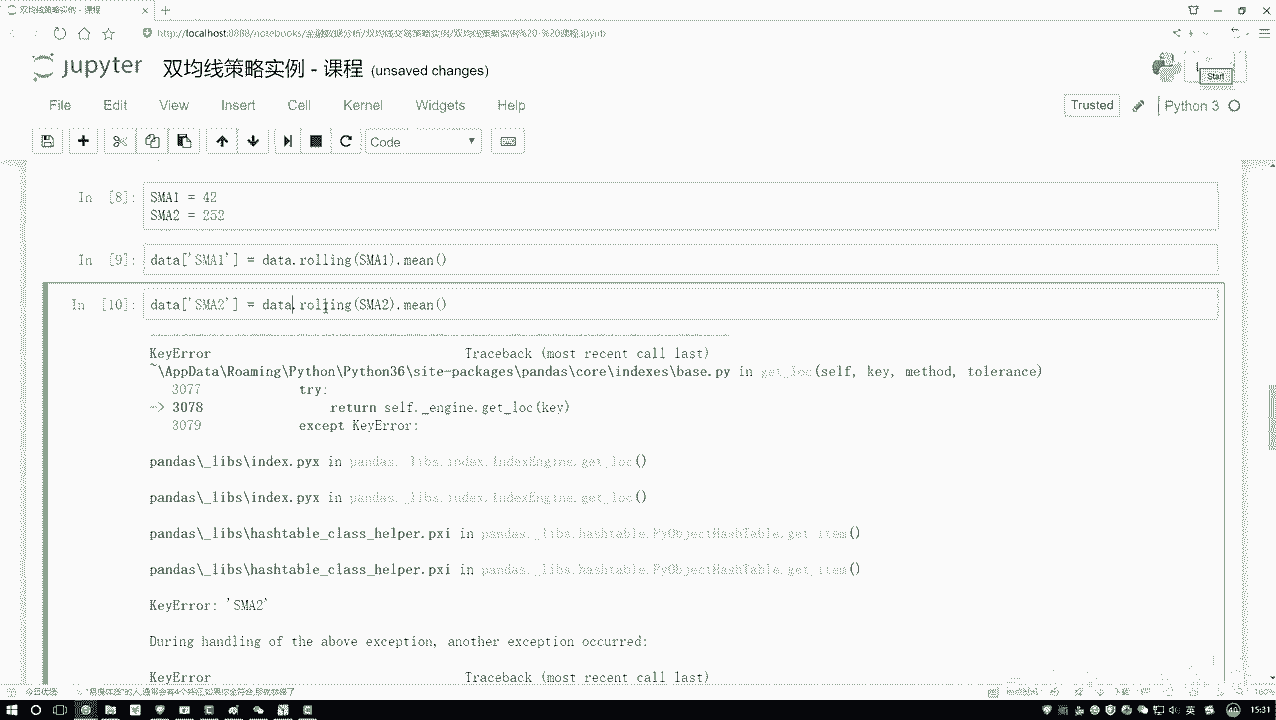 双均线策略实例 - 课程
http://localhost:8888/notebooks/
jupyter 双均线策略实例 - 课程 (unsaved changes)
Start
File Edit View Insert Cell Kernel Widgets Help
Trusted Python 3
Code
In [8]: SMA1 = 42
SMA2 = 252
In [9]: data['SMA1'] = data.rolling(SMA1).mean()
In [10]: data['SMA2'] = data.rolling(SMA2).mean()
KeyError Traceback (most recent call last)
~\AppData\Roaming\Python\Python36\site-packages\pandas\core\indexes\base.py in get_loc(self, key, method, tolerance)
3077 try:
-> 3078 return self._engine.get_loc(key)
3079 except KeyError:
pandas\_libs\index.pyx in pandas._libs.index.IndexEngine.get_loc()
pandas\_libs\index.pyx in pandas._libs.index.IndexEngine.get_loc()
pandas\_libs\hashtable_class_helper.pxi in pandas._libs.hashtable.PyObjectHashTable.get_item()
pandas\_libs\hashtable_class_helper.pxi in pandas._libs.hashtable.PyObjectHashTable.get_item()
KeyError: 'SMA2'
During handling of the above exception, another exception occurred:
KeyError Traceback (most recent call last)
英
15:31